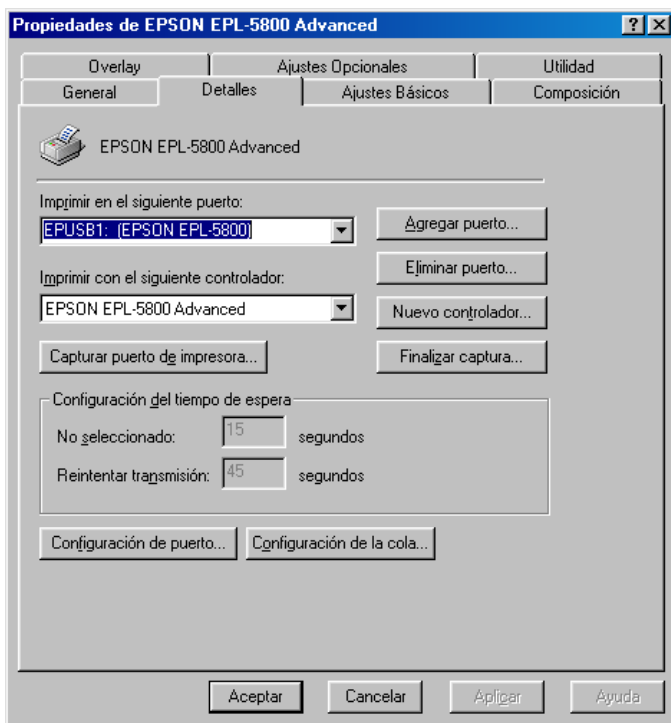 Propiedades de EPSON EPL-5800 Advanced
Overlay Ajustes Opcionales Utilidad
General Detalles Ajustes Básicos Composición
EPSON EPL-5800 Advanced
Imprimir en el siguiente puerto:
EPUSB1: (EPSON EPL-5800)
Agregar puerto...
Eliminar puerto...
Imprimir con el siguiente controlador:
EPSON EPL-5800 Advanced
Nuevo controlador...
Capturar puerto de impresora...
Finalizar captura...
Configuración del tiempo de espera
No seleccionado: 15 segundos
Reintentar transmisión: 45 segundos
Configuración de puerto... Configuración de la cola...
Aceptar Cancelar Aplicar Ayuda